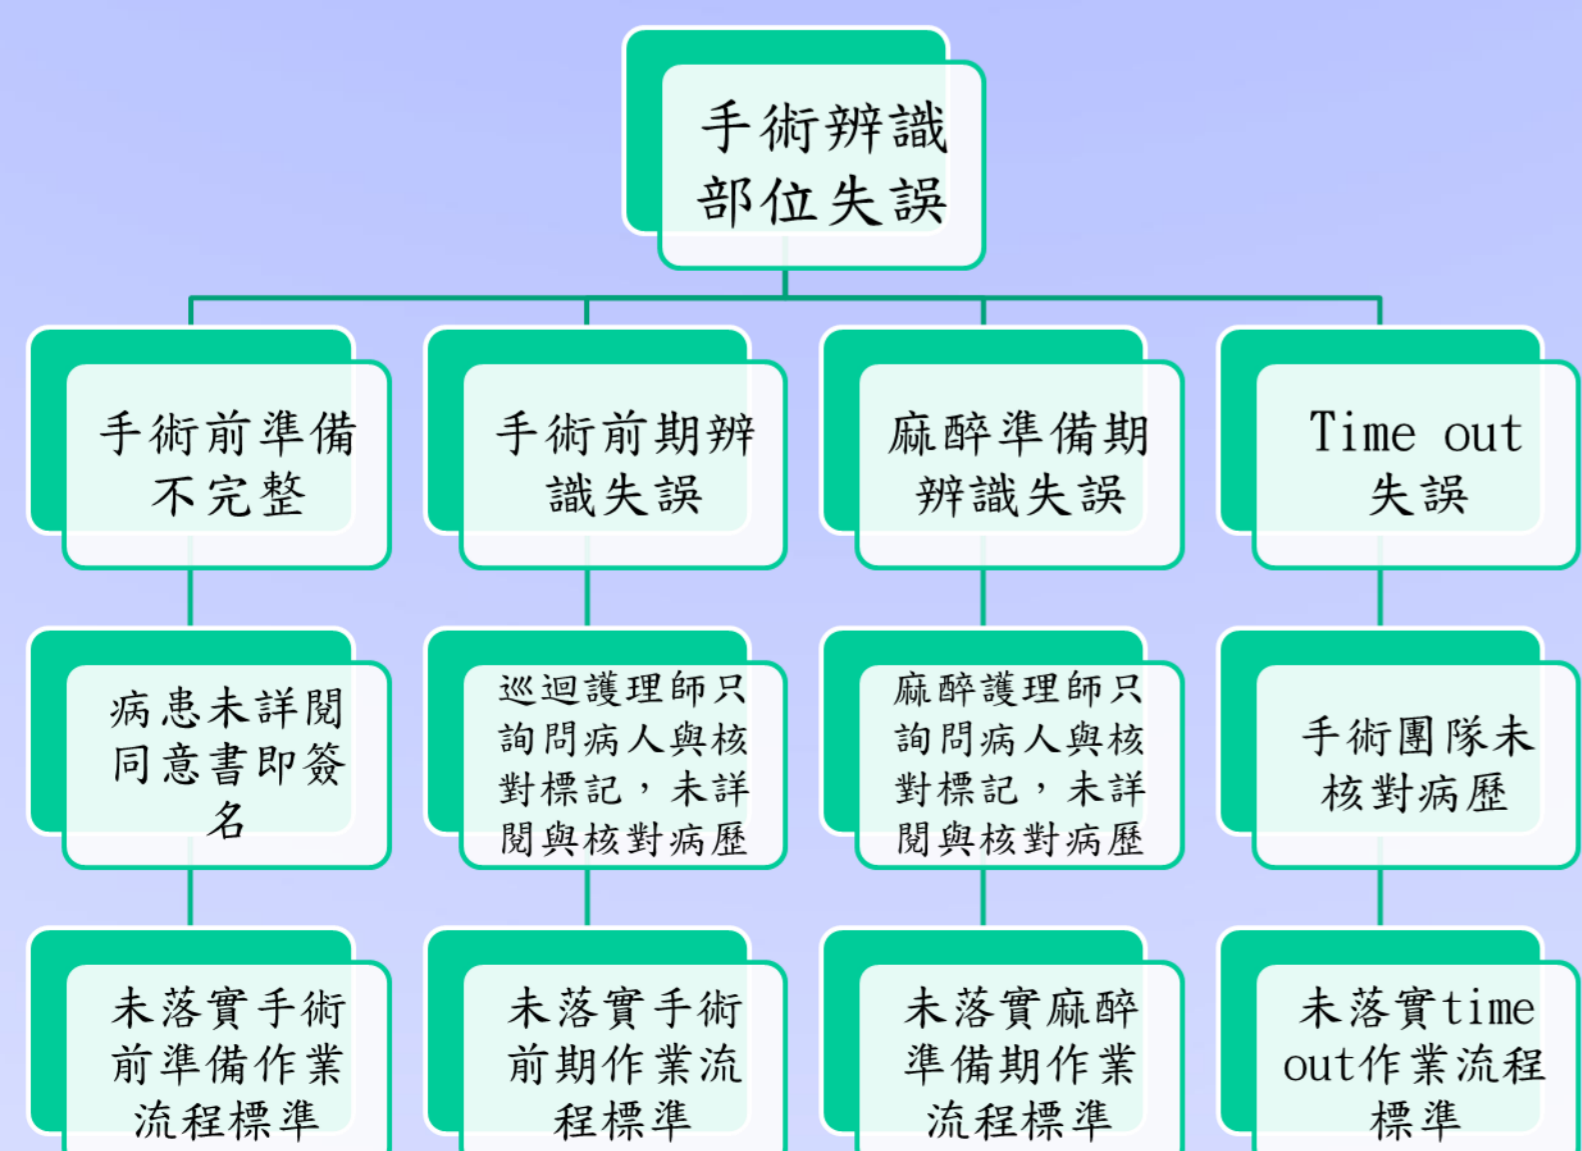 手術辨識
部位失誤
手術前準備
不完整
手術前期辨
識失誤
麻醉準備期
辨識失誤
Time out
失誤
病患未詳閱
同意書即簽
名
巡迴護理師只
詢問病人與核
對標記，未詳
閱與核對病歷
麻醉護理師只
詢問病人與核
對標記，未詳
閱與核對病歷
手術團隊未
核對病歷
未落實手術
前準備作業
流程標準
未落實手術
前期作業流
程標準
未落實麻醉
準備期作業
流程標準
未落實time
out作業流程
標準